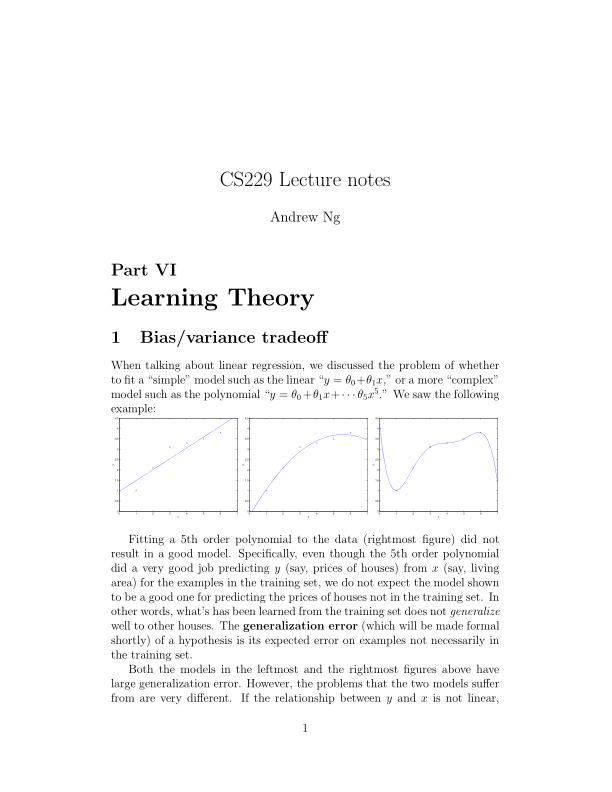 CS229 Lecture notes
Andrew Ng
Part VI
Learning Theory
1 Bias/variance tradeoff
When talking about linear regression, we discussed the problem of whether
to fit a “simple” model such as the linear “y = θ₀+θ₁x,” or a more “complex”
model such as the polynomial “y = θ₀+θ₁x+⋯θ₅x⁵.” We saw the following
example:
Fitting a 5th order polynomial to the data (rightmost figure) did not
result in a good model. Specifically, even though the 5th order polynomial
did a very good job predicting y (say, prices of houses) from x (say, living
area) for the examples in the training set, we do not expect the model shown
to be a good one for predicting the prices of houses not in the training set. In
other words, what's has been learned from the training set does not generalize
well to other houses. The generalization error (which will be made formal
shortly) of a hypothesis is its expected error on examples not necessarily in
the training set.
Both the models in the leftmost and the rightmost figures above have
large generalization error. However, the problems that the two models suffer
from are very different. If the relationship between y and x is not linear,
1